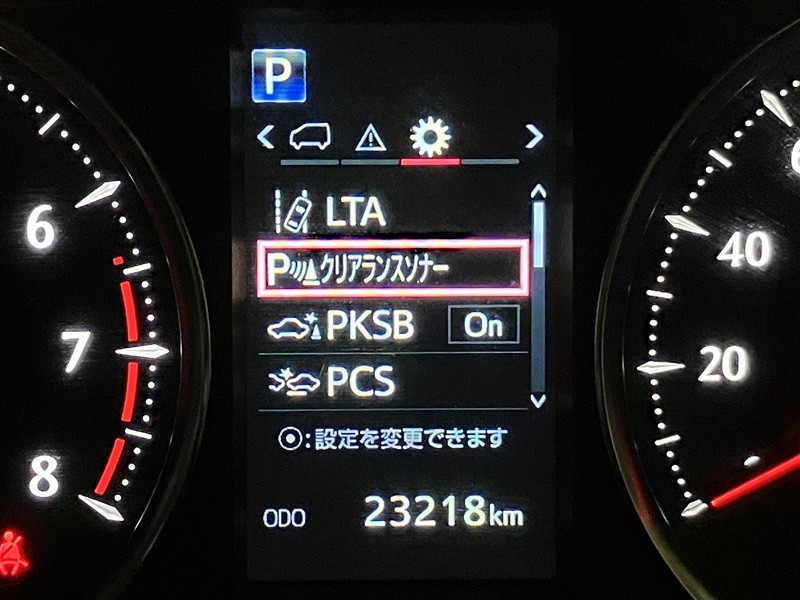 P
LTA
P クリアランスソナー
PKSB On
PCS
:設定を変更できます
ODO 23218km
6
7
8
40
20